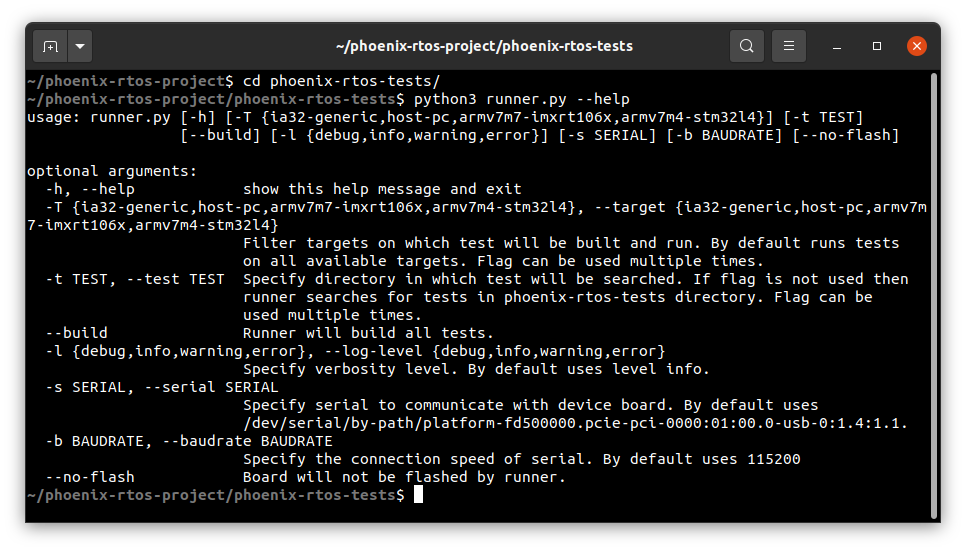 ~/phoenix-rtos-project/phoenix-rtos-tests
~/phoenix-rtos-project$ cd phoenix-rtos-tests/
~/phoenix-rtos-project/phoenix-rtos-tests$ python3 runner.py --help
usage: runner.py [-h] [-T {ia32-generic,host-pc,armv7m7-imxrt106x,armv7m4-stm32l4}] [-t TEST]
                 [--build] [-l {debug,info,warning,error}] [-s SERIAL] [-b BAUDRATE] [--no-flash]

optional arguments:
  -h, --help            show this help message and exit
  -T {ia32-generic,host-pc,armv7m7-imxrt106x,armv7m4-stm32l4}, --target {ia32-generic,host-pc,armv7m
7-imxrt106x,armv7m4-stm32l4}
                        Filter targets on which test will be built and run. By default runs tests
                        on all available targets. Flag can be used multiple times.
  -t TEST, --test TEST  Specify directory in which test will be searched. If flag is not used then
                        runner searches for tests in phoenix-rtos-tests directory. Flag can be
                        used multiple times.
  --build               Runner will build all tests.
  -l {debug,info,warning,error}, --log-level {debug,info,warning,error}
                        Specify verbosity level. By default uses level info.
  -s SERIAL, --serial SERIAL
                        Specify serial to communicate with device board. By default uses
                        /dev/serial/by-path/platform-fd500000.pcie-pci-0000:01:00.0-usb-0:1.4:1.1.
  -b BAUDRATE, --baudrate BAUDRATE
                        Specify the connection speed of serial. By default uses 115200
  --no-flash            Board will not be flashed by runner.
~/phoenix-rtos-project/phoenix-rtos-tests$